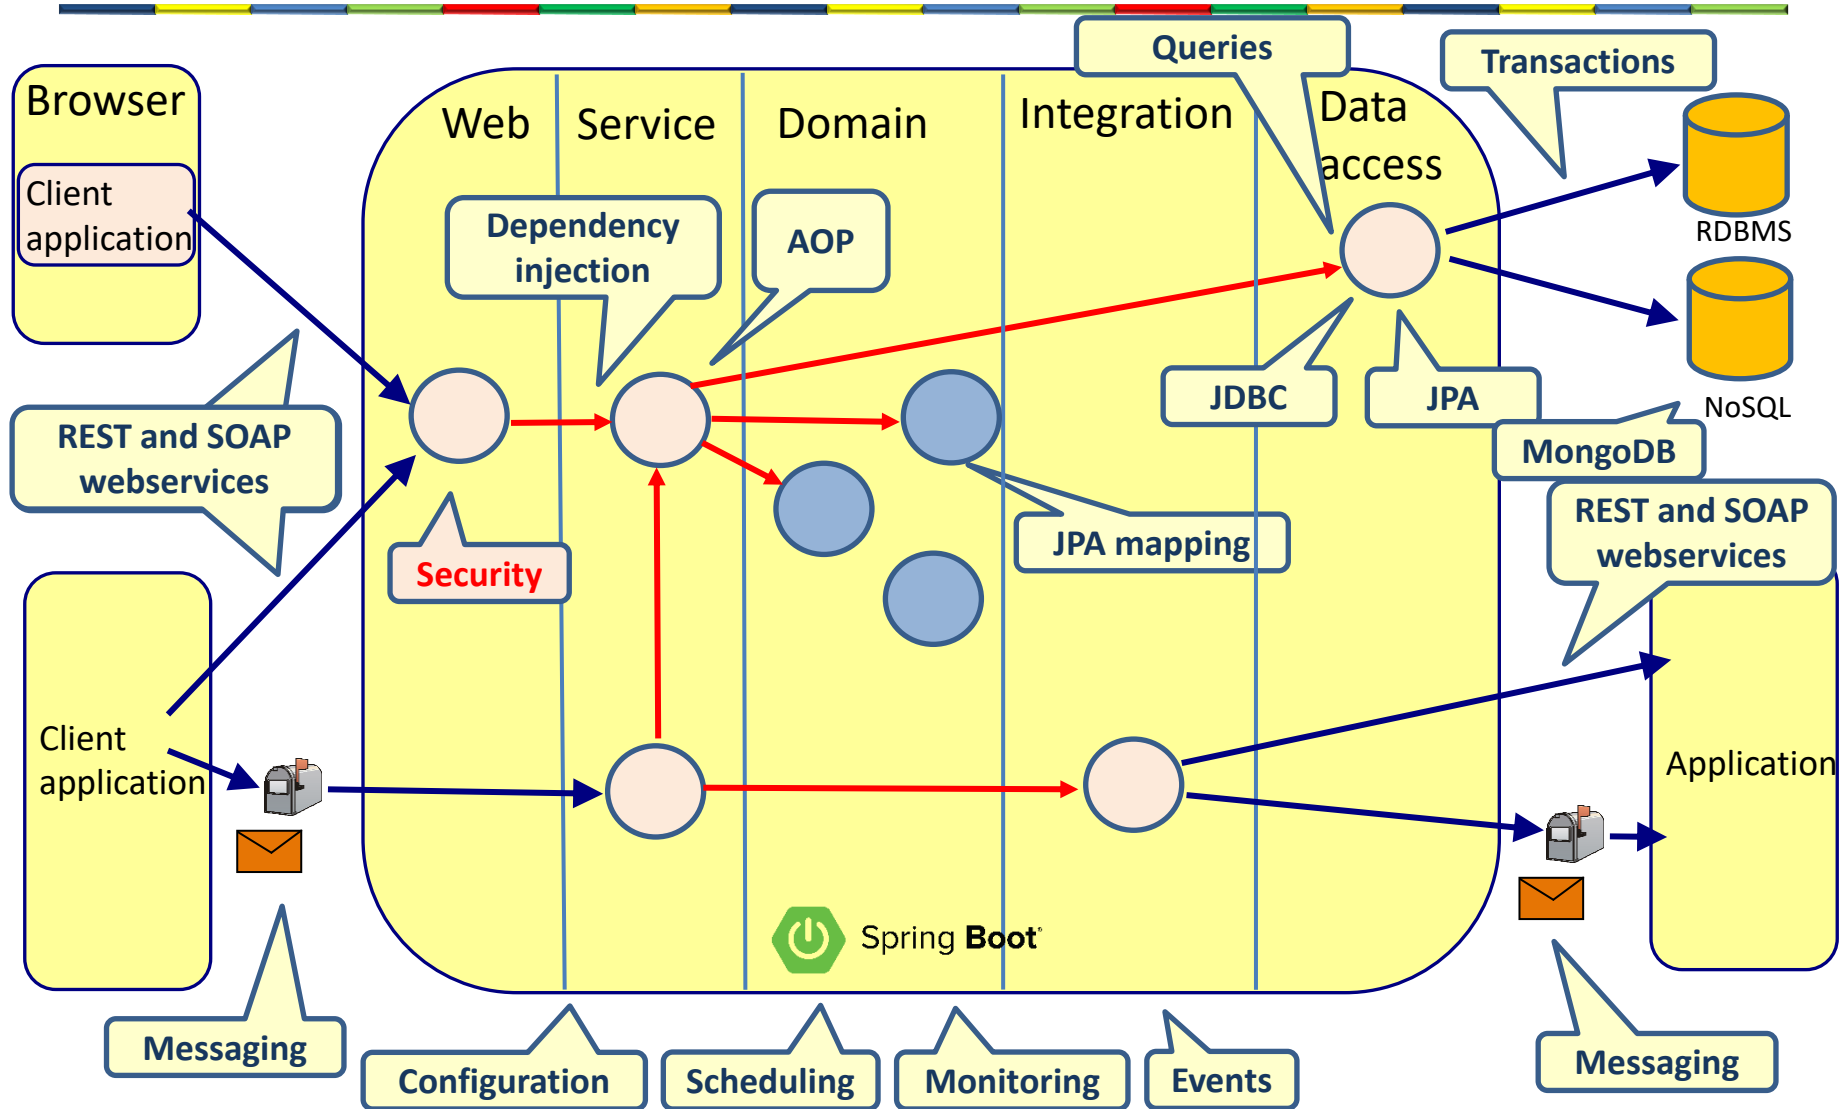 Queries
Transactions
Browser
Web
Service
Domain
Integration
Data
access
Client
application
Dependency
injection
AOP
RDBMS
JDBC
JPA
NoSQL
REST and SOAP
webservices
MongoDB
REST and SOAP
webservices
JPA mapping
Security
Client
application
Application
Spring Boot
Messaging
Configuration
Scheduling
Monitoring
Events
Messaging